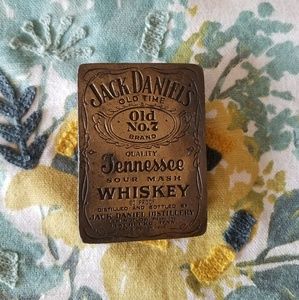 JACK DANIEL'S
OLD TIME
Old
No. 7
BRAND
QUALITY
Tennessee
SOUR MASH
WHISKEY
DISTILLED AND BOTTLED BY
JACK DANIEL DISTILLERY